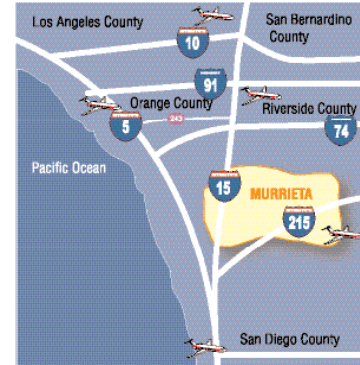 Los Angeles County
San Bernardino
County
10
91
Orange County
Riverside County
5
243
74
Pacific Ocean
15
MURRIETA
215
San Diego County